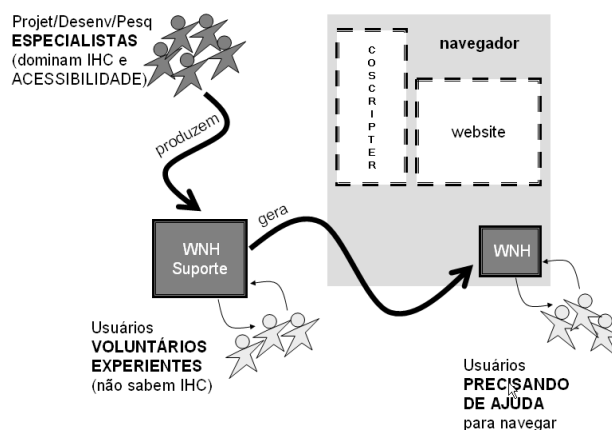 Projet/Desenv/Pesq
ESPECIALISTAS
(dominam IHC e
ACESSIBILIDADE)
produzem
WNH
Suporte
gera
Usuários
VOLUNTÁRIOS
EXPERIENTES
(não sabem IHC)
COSCRIPTER
navegador
website
WNH
Usuários
PRECISANDO
DE AJUDA
para navegar